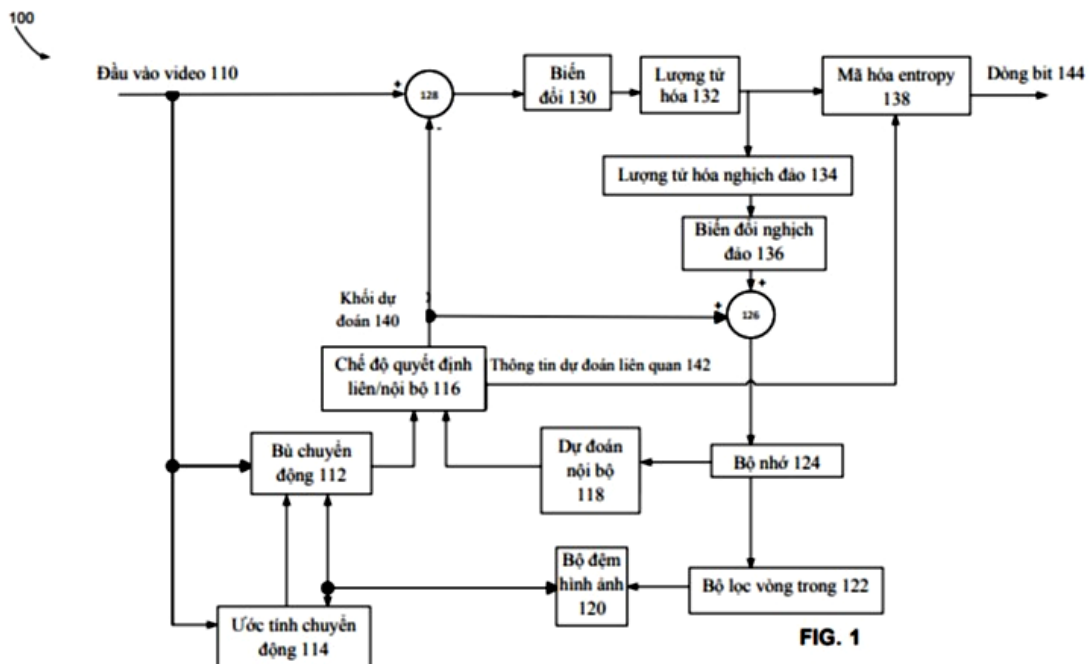 100
Đầu vào video 110
+
128
-
Biến
đổi 130
Lượng tử
hóa 132
Mã hóa entropy
138
Dòng bit 144
Lượng tử hóa nghịch đảo 134
Biến đổi nghịch
đảo 136
+
+
126
Khối dự
đoán 140
Chế độ quyết định
liên/nội bộ 116
Thông tin dự đoán liên quan 142
Bù chuyển
động 112
Dự đoán
nội bộ
118
Bộ nhớ 124
Bộ đệm
hình ảnh
120
Bộ lọc vòng trong 122
Ước tính chuyển
động 114
FIG. 1